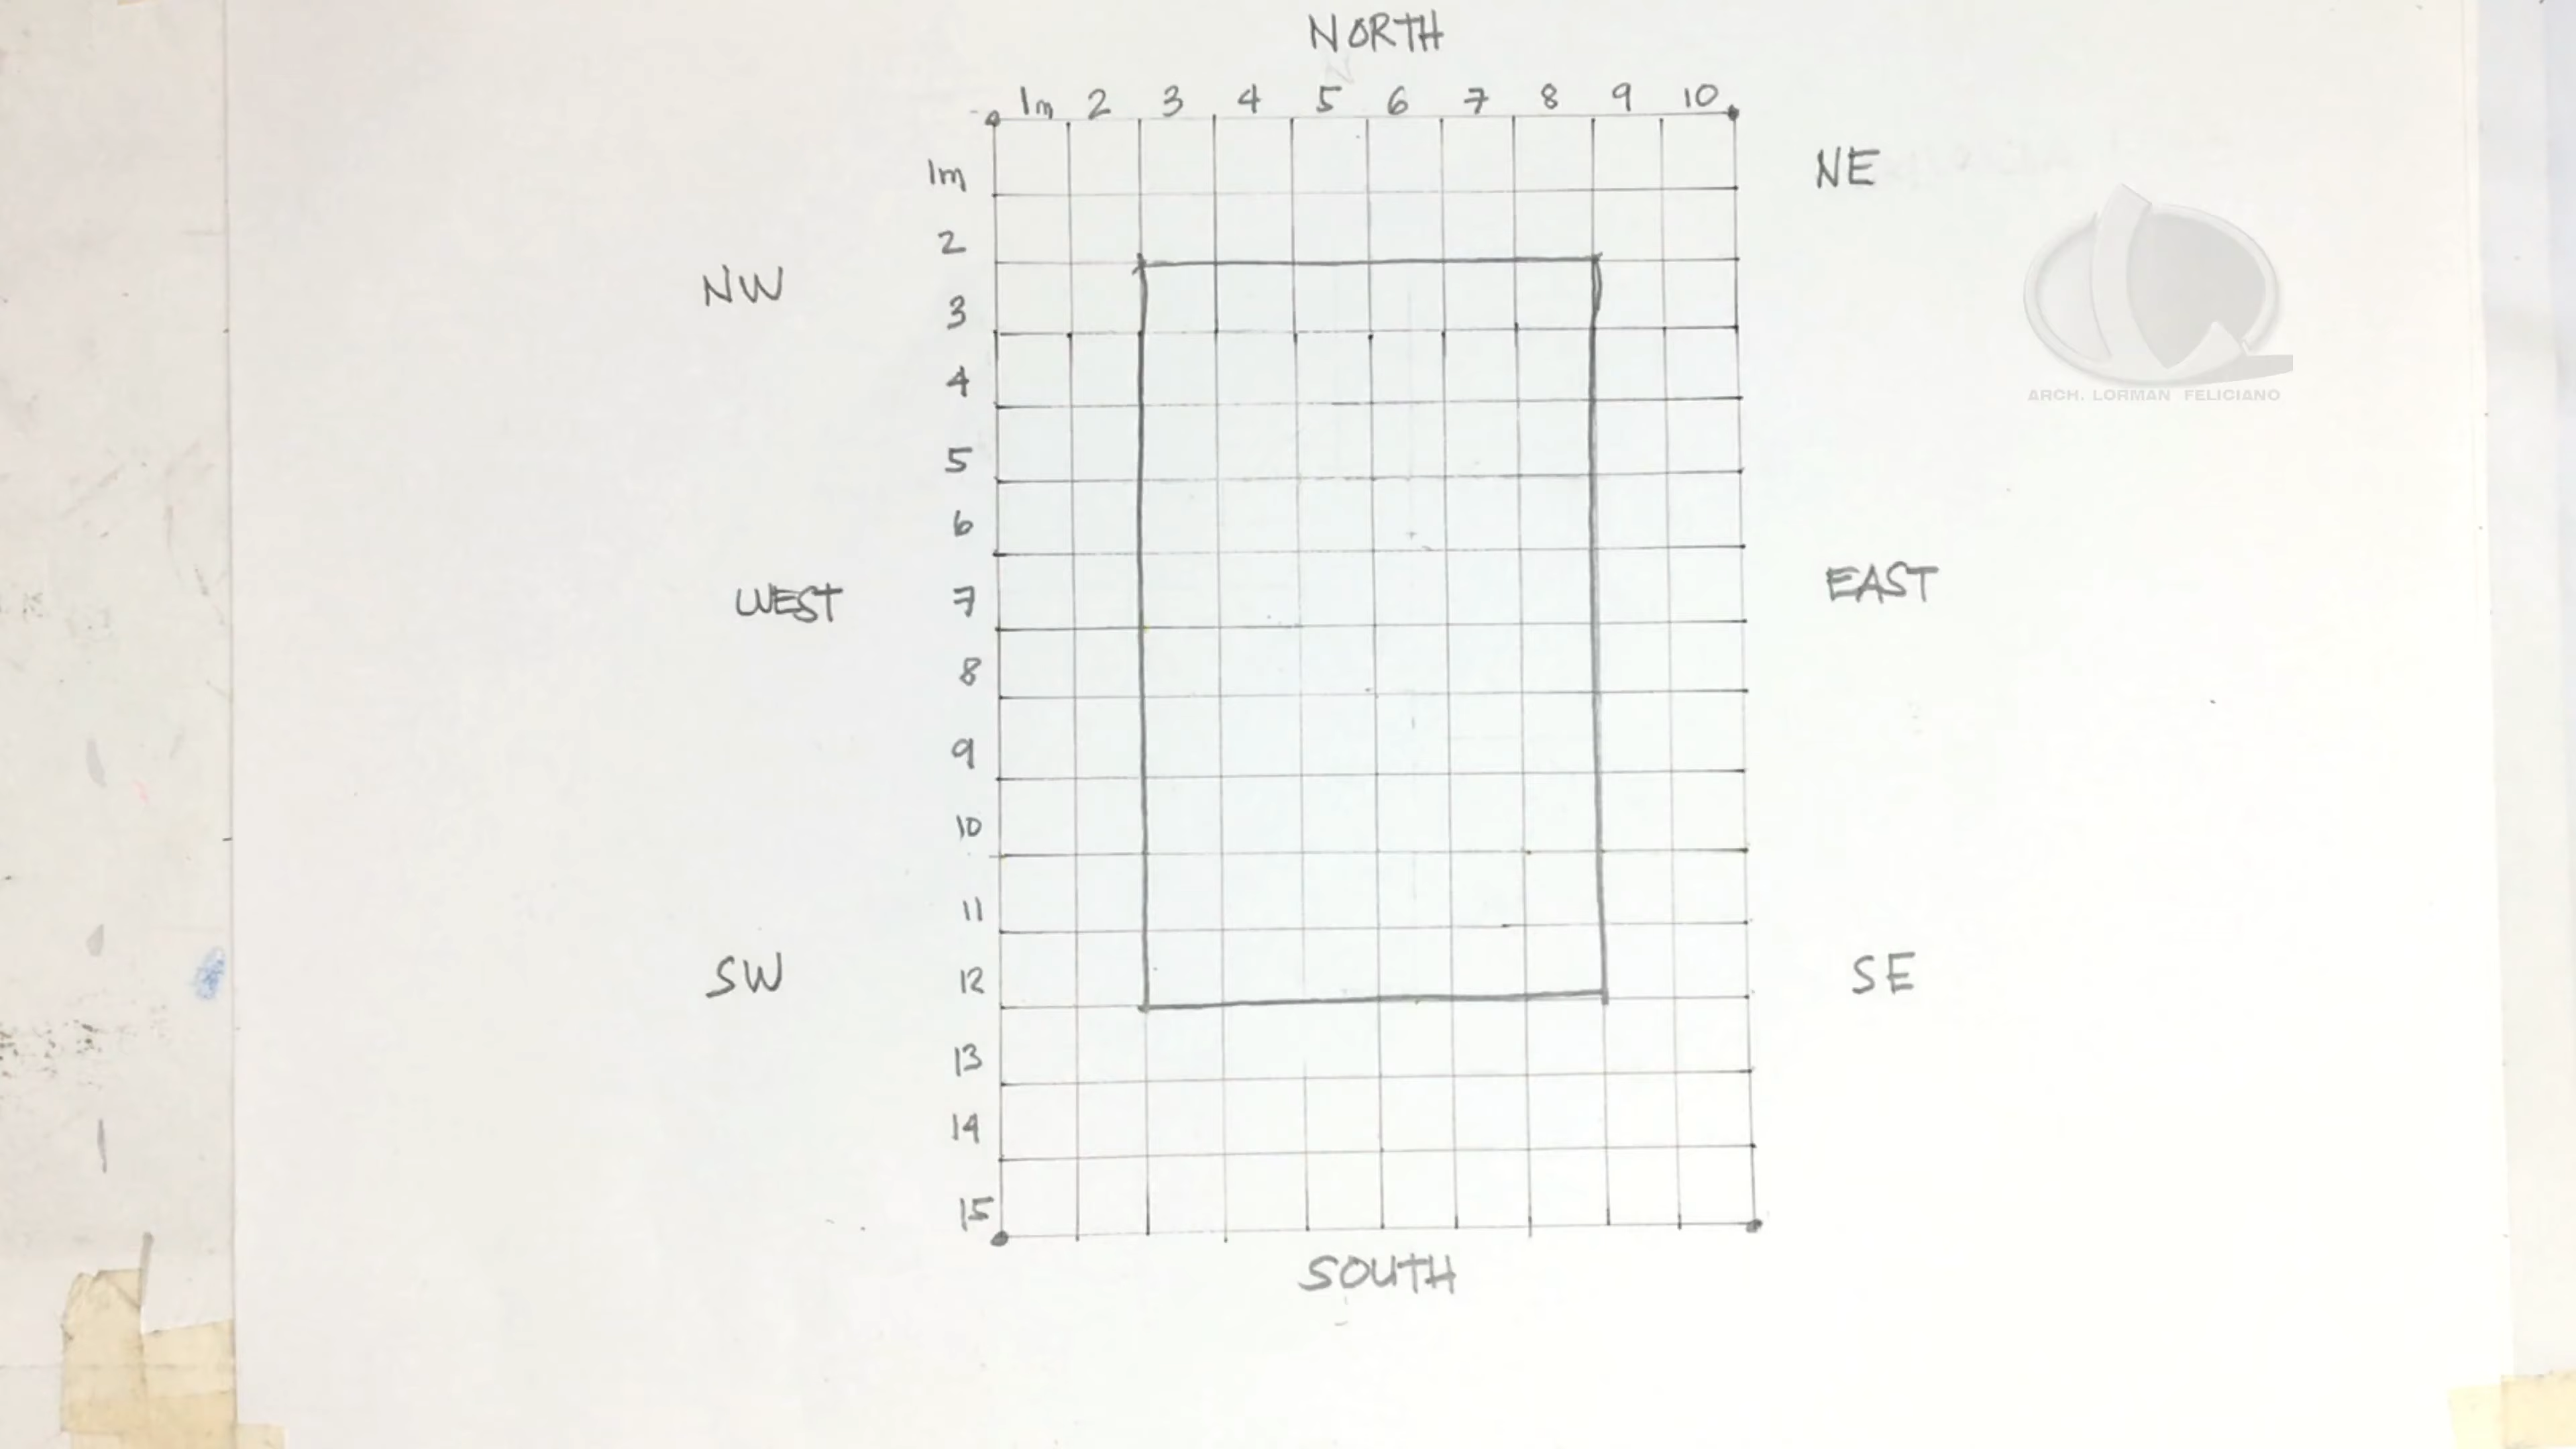 NORTH
1m 2 3 4 5 6 7 8 9 10
NE
1m
2
NW
3
4
5
6
WEST
7
EAST
8
9
10
11
SW
12
SE
13
14
15
SOUTH
ARCH. LORMAN FELICIANO